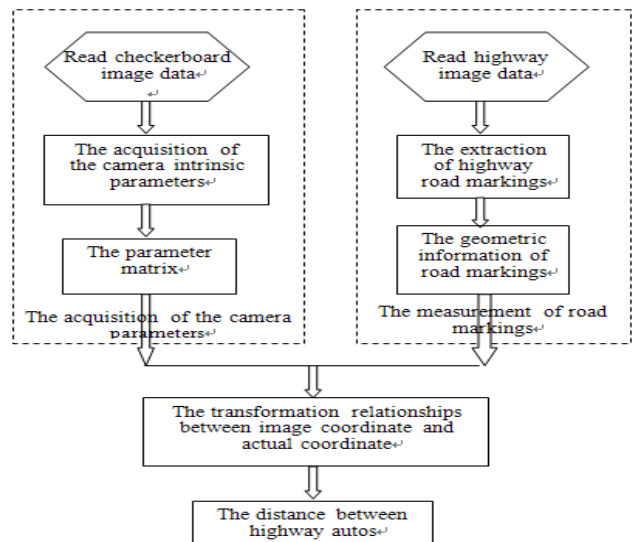 Read checkerboard
image data↵
↵
The acquisition of
the camera intrinsic
parameters↵
The parameter
matrix↵
The acquisition of the camera
parameters↵
Read highway
image data↵
The extraction
of highway
road markings↵
The geometric
information of
road markings↵
The measurement of road
markings↵
The transformation relationships
between image coordinate and
actual coordinate↵
The distance between
highway autos↵